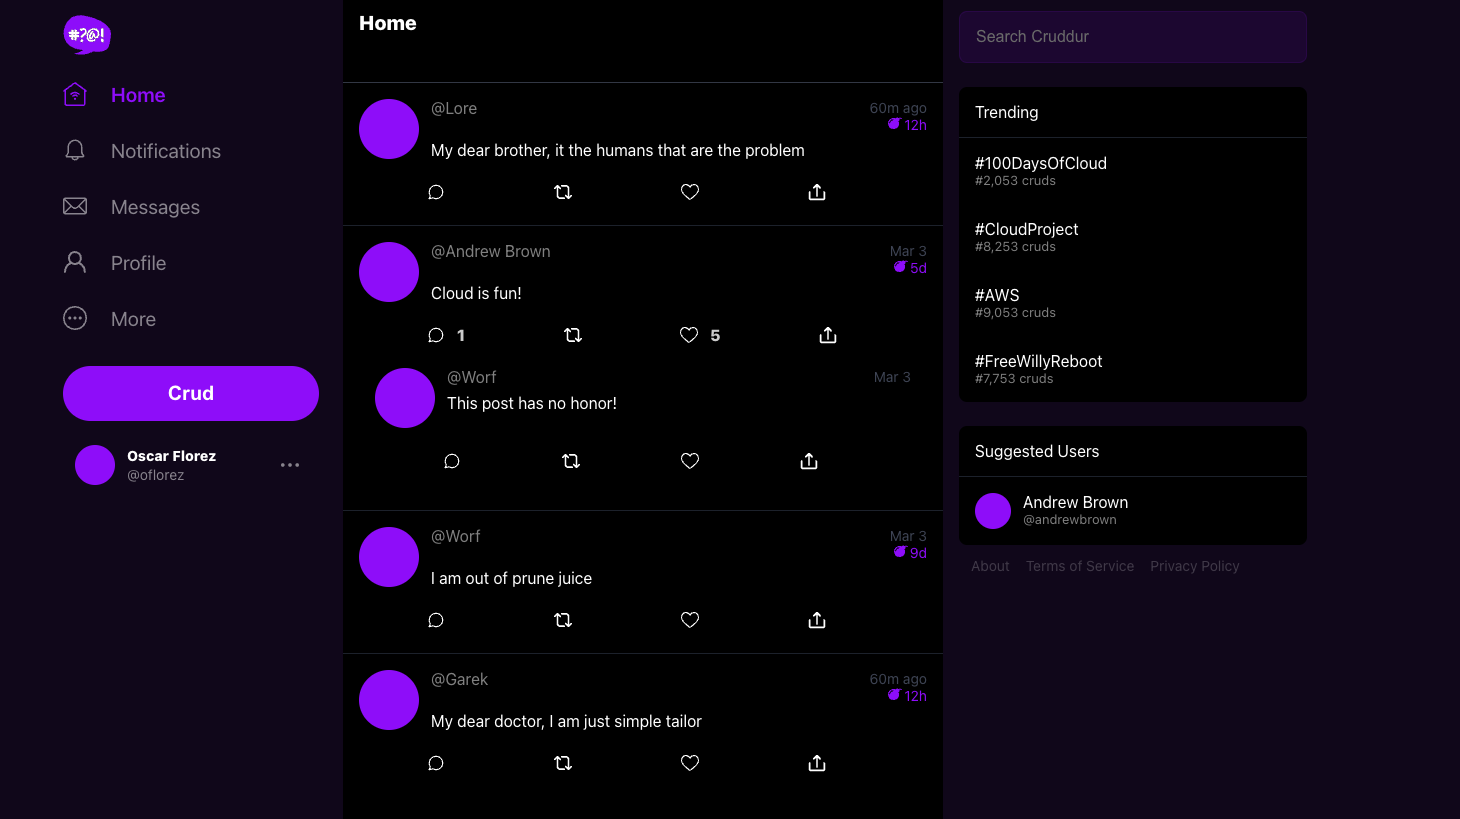 #?@!
Home
Notifications
Messages
Profile
More
Crud
Oscar Florez
@oflorez
Home
@Lore
60m ago
12h
My dear brother, it the humans that are the problem
@Andrew Brown
Mar 3
5d
Cloud is fun!
1
5
@Worf
Mar 3
This post has no honor!
@Worf
Mar 3
9d
I am out of prune juice
@Garek
60m ago
12h
My dear doctor, I am just simple tailor
Search Cruddur
Trending
#100DaysOfCloud
#2,053 cruds
#CloudProject
#8,253 cruds
#AWS
#9,053 cruds
#FreeWillyReboot
#7,753 cruds
Suggested Users
Andrew Brown
@andrewbrown
About Terms of Service Privacy Policy